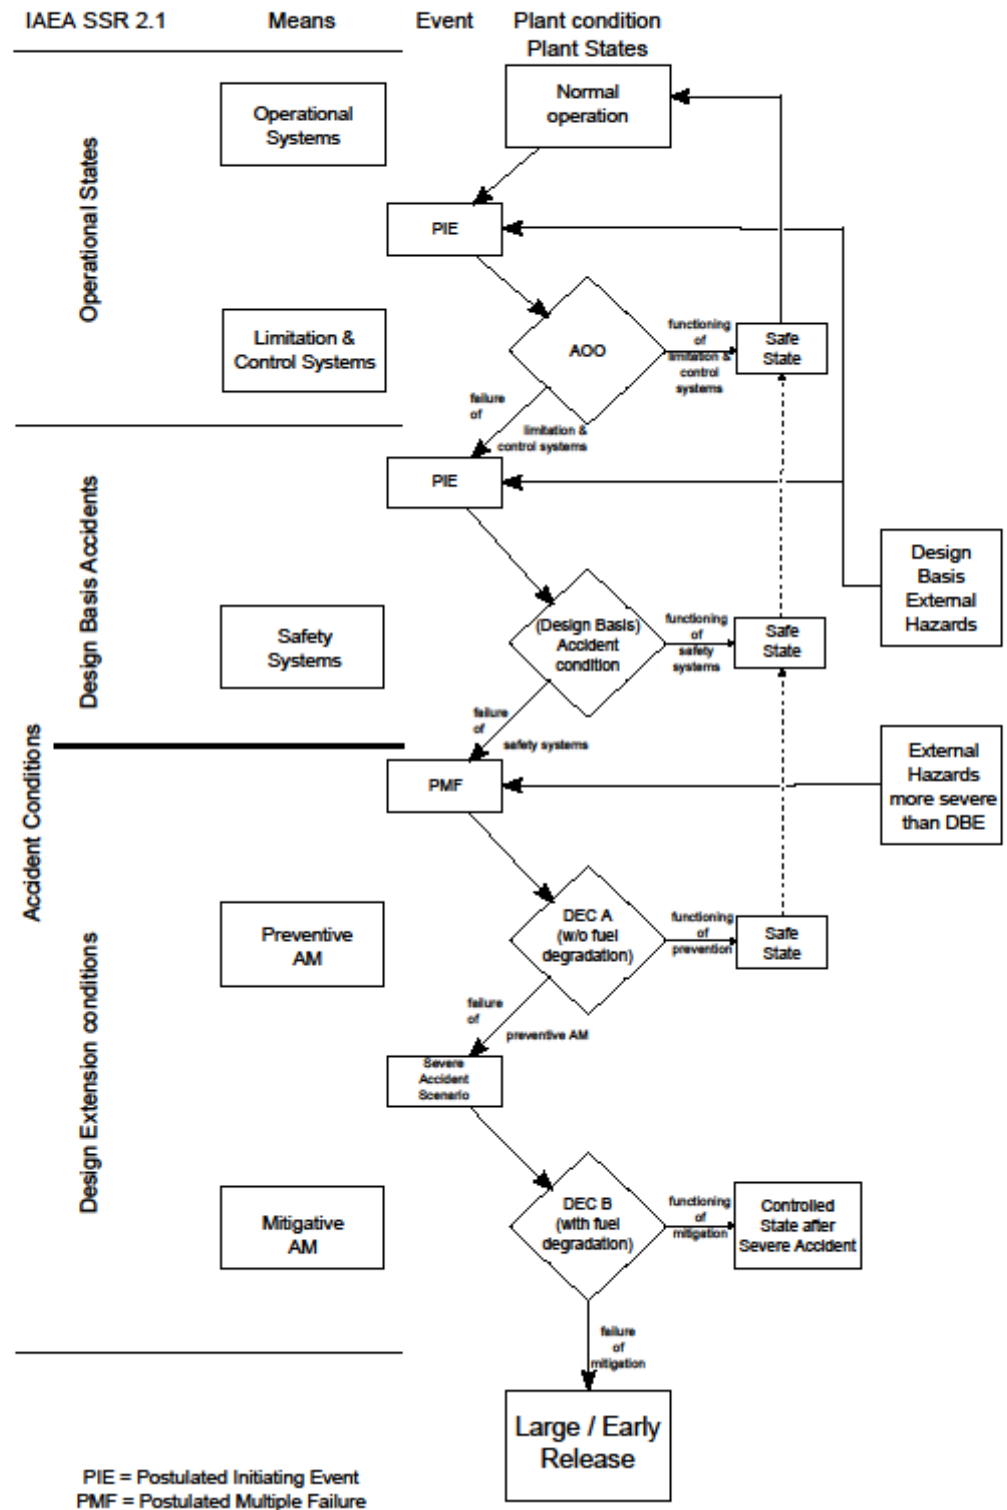 IAEA SSR 2.1
Means
Event
Plant condition
Plant States
Operational States
Operational
Systems
Normal
operation
PIE
Limitation &
Control Systems
AOO
functioning
of
limitation &
control
systems
Safe
State
failure
of
limitation &
control systems
Accident Conditions
Design Basis Accidents
PIE
Design
Basis
External
Hazards
Safety
Systems
(Design Basis)
Accident
condition
functioning
of
safety
systems
Safe
State
failure
of
safety systems
PMF
External
Hazards
more severe
than DBE
Design Extension conditions
Preventive
AM
DEC A
(w/o fuel
degradation)
functioning
of
prevention
Safe
State
failure
of
preventive AM
Severe
Accident
Scenario
Mitigative
AM
DEC B
(with fuel
degradation)
functioning
of
mitigation
Controlled
State after
Severe Accident
failure
of
mitigation
Large / Early
Release
PIE = Postulated Initiating Event
PMF = Postulated Multiple Failure